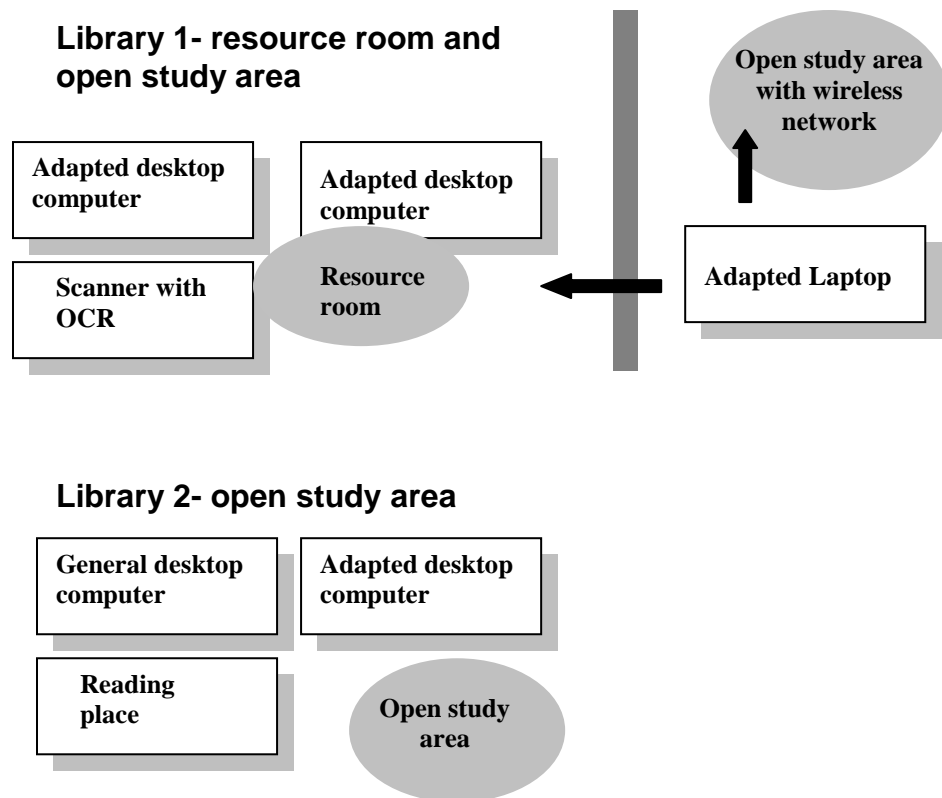 Library 1- resource room and
open study area
Open study area
with wireless
network
Adapted desktop
computer
Adapted desktop
computer
Scanner with
OCR
Resource
room
Adapted Laptop
Library 2- open study area
General desktop
computer
Adapted desktop
computer
Reading
place
Open study
area